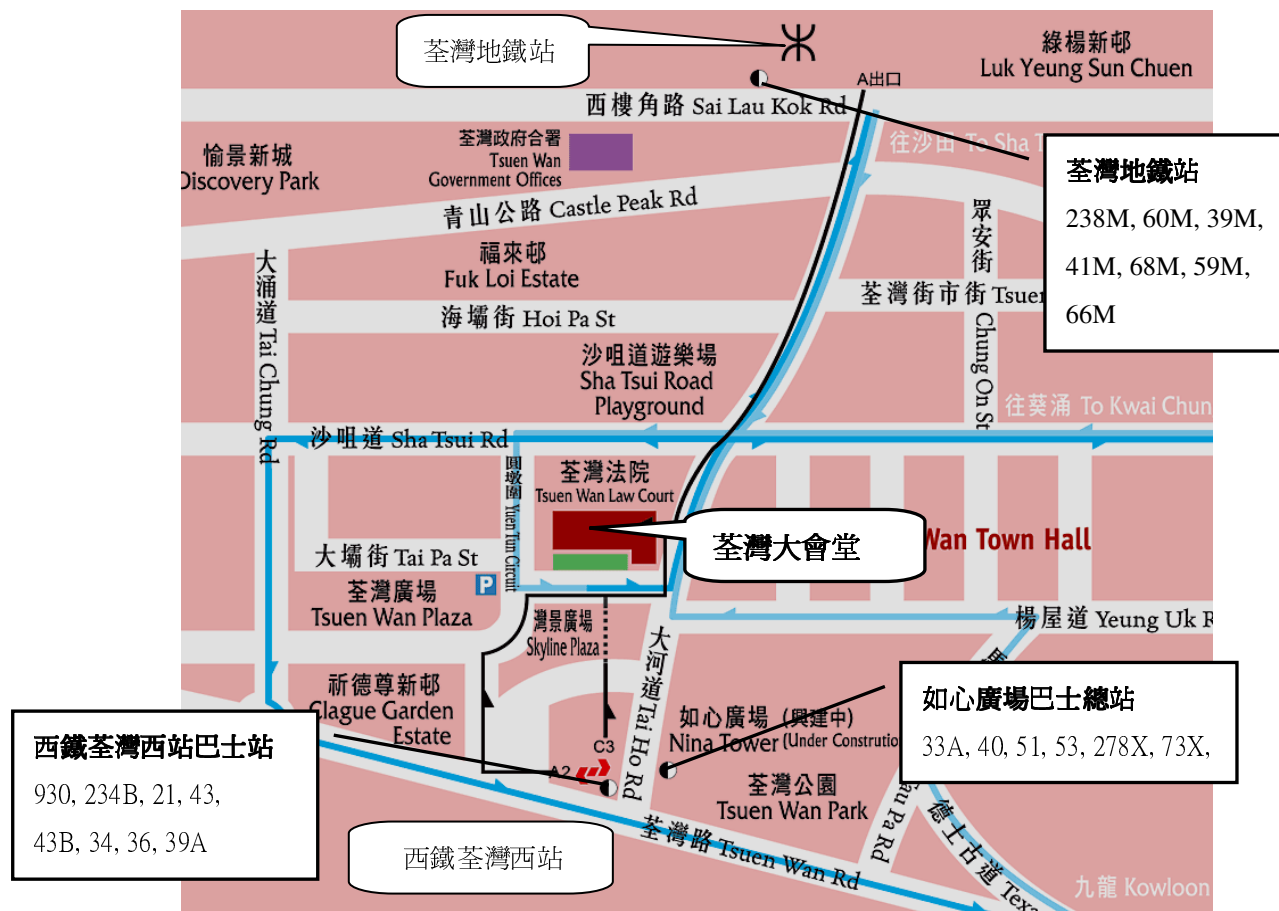 荃灣地鐵站
綠楊新邨
Luk Yeung Sun Chuen
A出口
西樓角路 Sai Lau Kok Rd
荃灣政府合署
Tsuen Wan
Government Offices
往沙田 To Sha T
愉景新城
Discovery Park
青山公路 Castle Peak Rd
荃灣地鐵站
238M, 60M, 39M,
41M, 68M, 59M,
66M
眾安街 Chung On St
福來邨
Fuk Loi Estate
大涌道 Tai Chung Rd
荃灣街市街 Tsuen
海壩街 Hoi Pa St
沙咀道遊樂場
Sha Tsui Road
Playground
往葵涌 To Kwai Chun
沙咀道 Sha Tsui Rd
圓墩圍 Yuen Tun Circuit
荃灣法院
Tsuen Wan Law Court
荃灣大會堂
Wan Town Hall
大壩街 Tai Pa St
P
荃灣廣場
Tsuen Wan Plaza
灣景廣場
Skyline Plaza
大河道 Tai Ho Rd
楊屋道 Yeung Uk R
祈德尊新邨
Clague Garden
Estate
如心廣場 (興建中)
Nina Tower (Under Constructio
如心廣場巴士總站
33A, 40, 51, 53, 278X, 73X,
西鐵荃灣西站巴士站
930, 234B, 21, 43,
43B, 34, 36, 39A
C3
A2
荃灣公園
Tsuen Wan Park
au Pa Rd
德士古道 Texa
荃灣路 Tsuen Wan Rd
西鐵荃灣西站
九龍 Kowloon